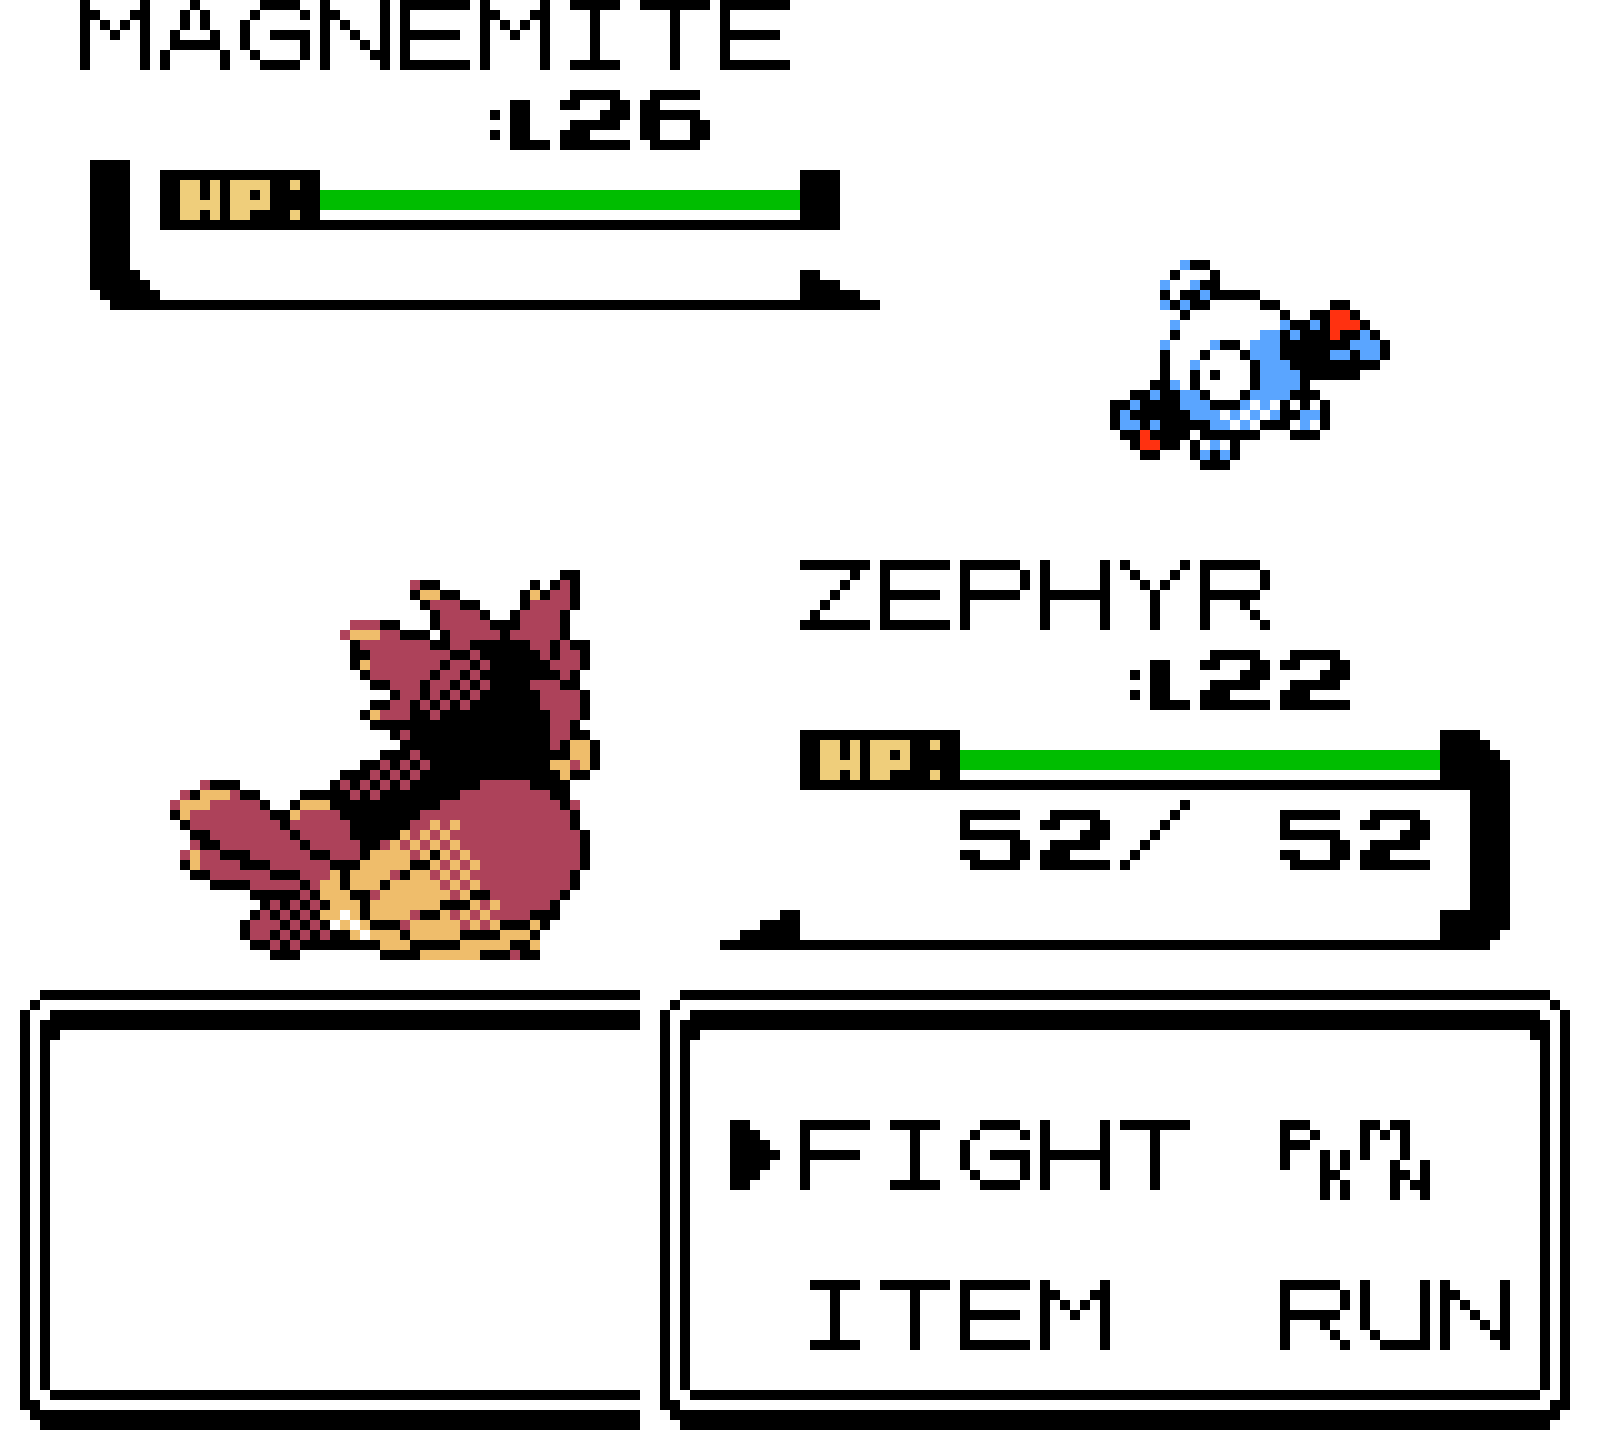 MAGNEMITE
:L26
HP:
ZEPHYR
:L22
HP:
52/ 52
▶FIGHT PKMN
ITEM RUN